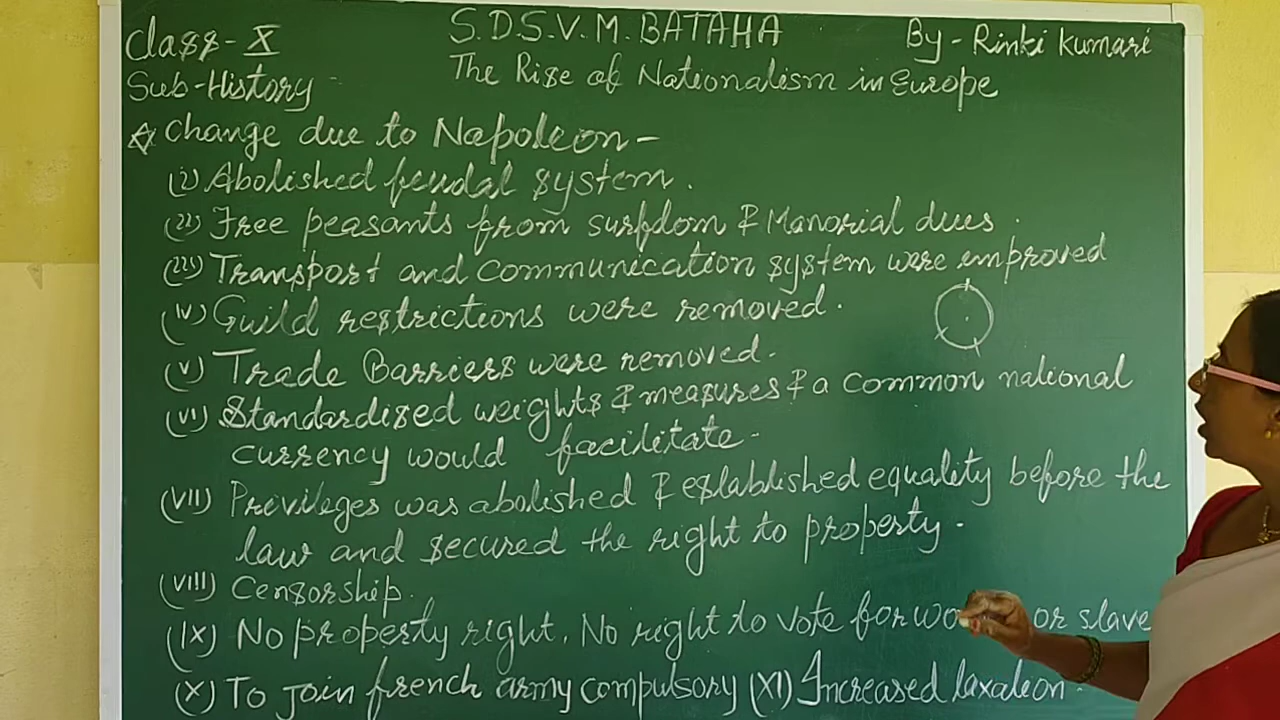 Class-X
S.D.S.V.M. BATAHA
By - Rinki Kumari
Sub-History
The Rise of Nationalism in Europe
Change due to Napoleon-
(i) Abolished feudal system.
(ii) Free peasants from surfdom & Manorial dues.
(iii) Transport and communication system were improved
(iv) Guild restrictions were removed.
(v) Trade Barriers were removed.
(vi) Standardised weights & measures & a common national
currency would facilitate.
(VII) Privileges was abolished & established equality before the
law and secured the right to property.
(VIII) Censorship.
(IX) No property right, No right to vote for or slave
(X) To join french army compulsory (XI) Increased taxation.